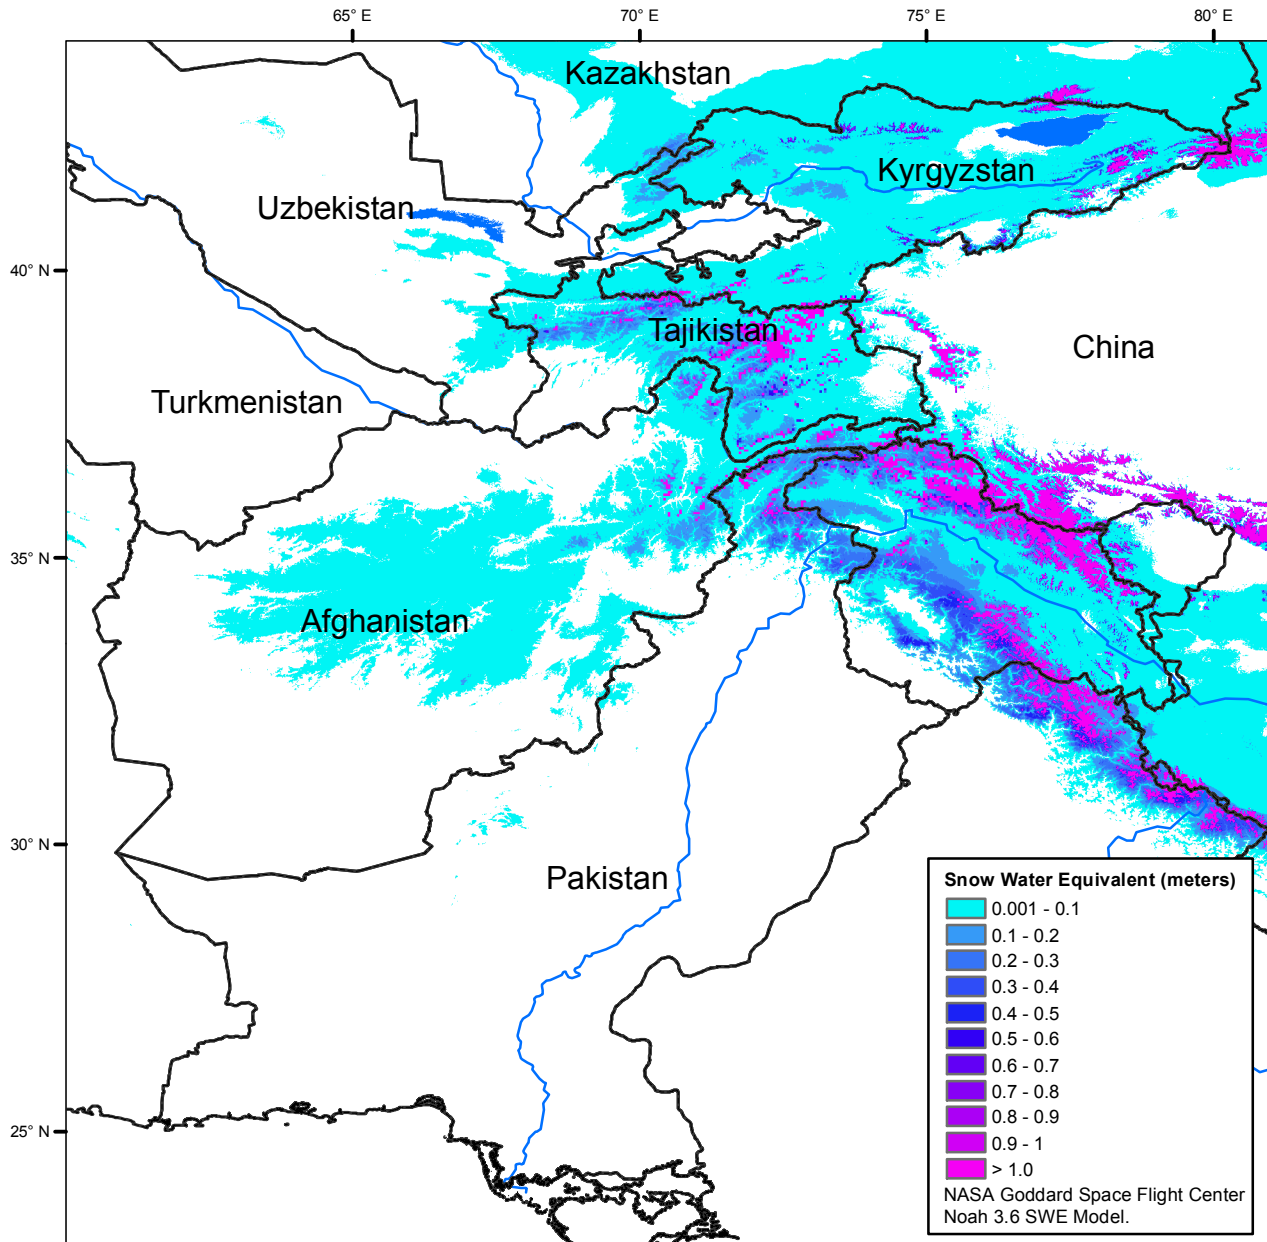 65° E
70° E
75° E
80° E
Kazakhstan
Kyrgyzstan
Uzbekistan
40° N
Tajikistan
China
Turkmenistan
35° N
Afghanistan
30° N
Pakistan
25° N
Snow Water Equivalent (meters)
0.001 - 0.1
0.1 - 0.2
0.2 - 0.3
0.3 - 0.4
0.4 - 0.5
0.5 - 0.6
0.6 - 0.7
0.7 - 0.8
0.8 - 0.9
0.9 - 1
> 1.0
NASA Goddard Space Flight Center
Noah 3.6 SWE Model.